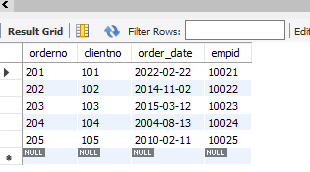 Result Grid Filter Rows: Edi
orderno clientno order_date empid
201 101 2022-02-22 10021
202 102 2014-11-02 10022
203 103 2015-03-12 10023
204 104 2004-08-13 10024
205 105 2010-02-11 10025
NULL NULL NULL NULL